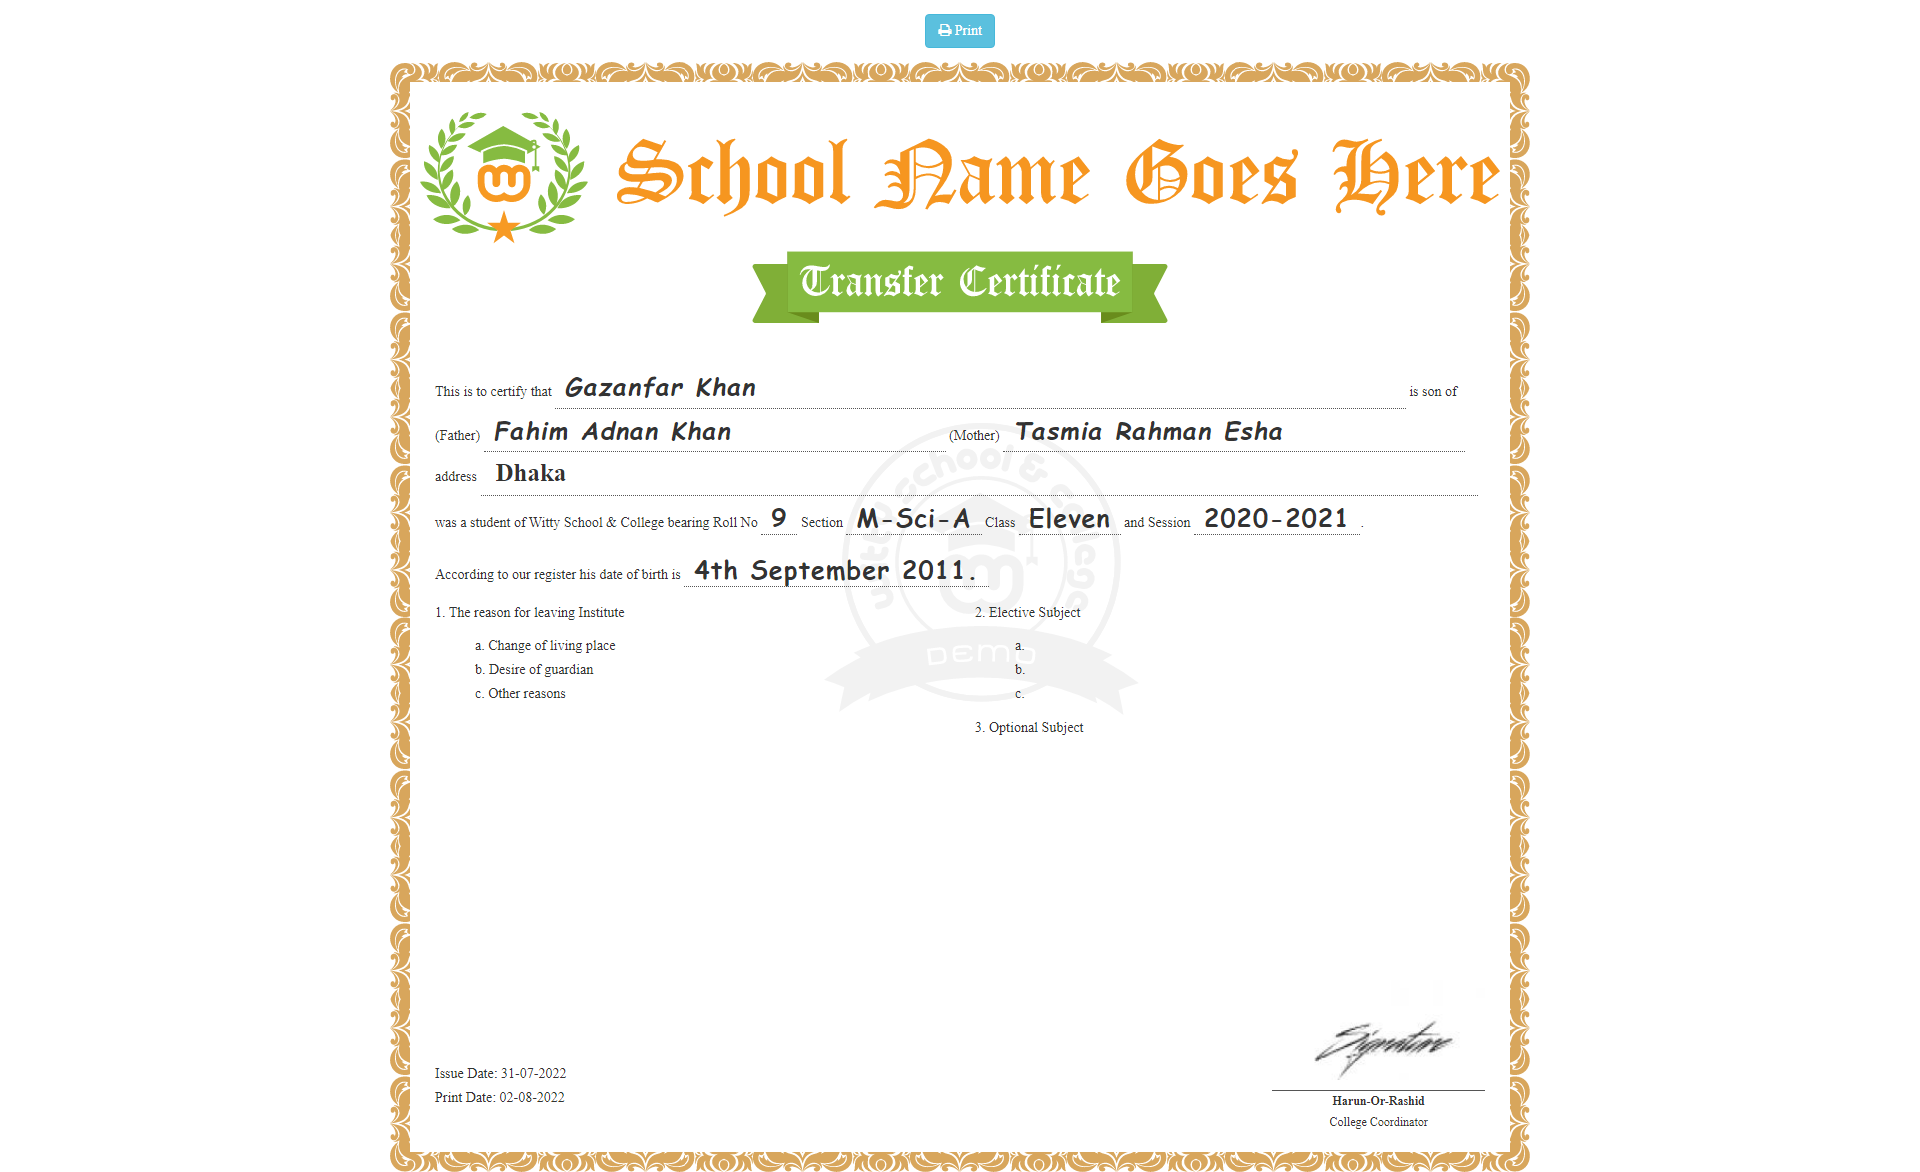 Print
School Name Goes Here
Transfer Certificate
This is to certify that Gazanfar Khan is son of
(Father) Fahim Adnan Khan (Mother) Tasmia Rahman Esha
address Dhaka
was a student of Witty School & College bearing Roll No 9 Section M-Sci-A Class Eleven and Session 2020-2021 .
According to our register his date of birth is 4th September 2011.
witty school & college
DEMO
1. The reason for leaving Institute
a. Change of living place
b. Desire of guardian
c. Other reasons
2. Elective Subject
a.
b.
c.
3. Optional Subject
Issue Date: 31-07-2022
Print Date: 02-08-2022
Signature
Harun-Or-Rashid
College Coordinator